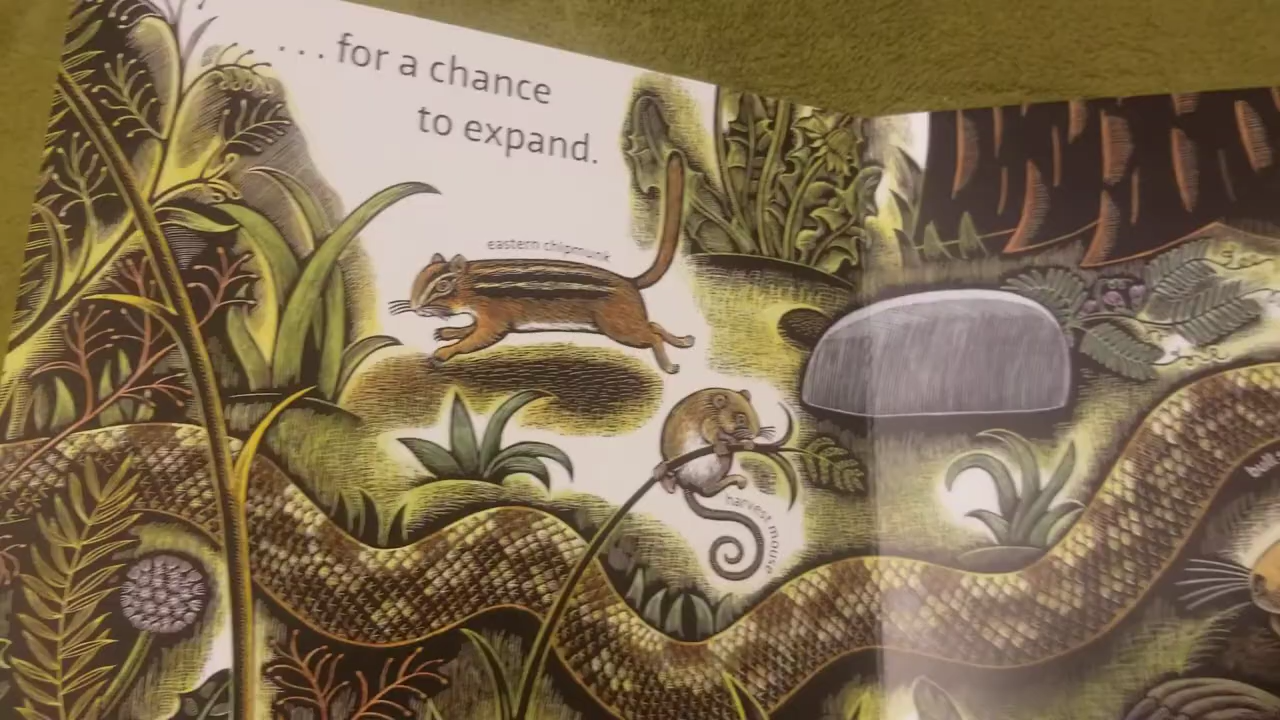 . . . for a chance
to expand.
eastern chipmunk
harvest mouse